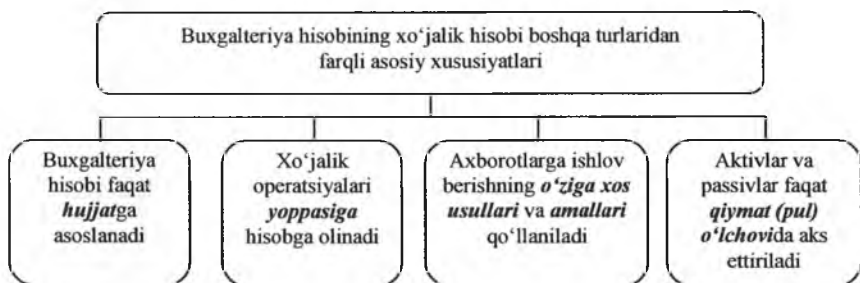 Buxgalteriya hisobining xo‘jalik hisobi boshqa turlaridan
farqli asosiy xususiyatlari
Buxgalteriya
hisobi faqat
hujjatga
asoslanadi
Xo‘jalik
operatsiyalari
yoppasiga
hisobga olinadi
Axborotlarga ishlov
berishning o‘ziga xos
usullari va amallari
qo‘llaniladi
Aktivlar va
passivlar faqat
qiymat (pul)
o‘lchovida aks
ettiriladi